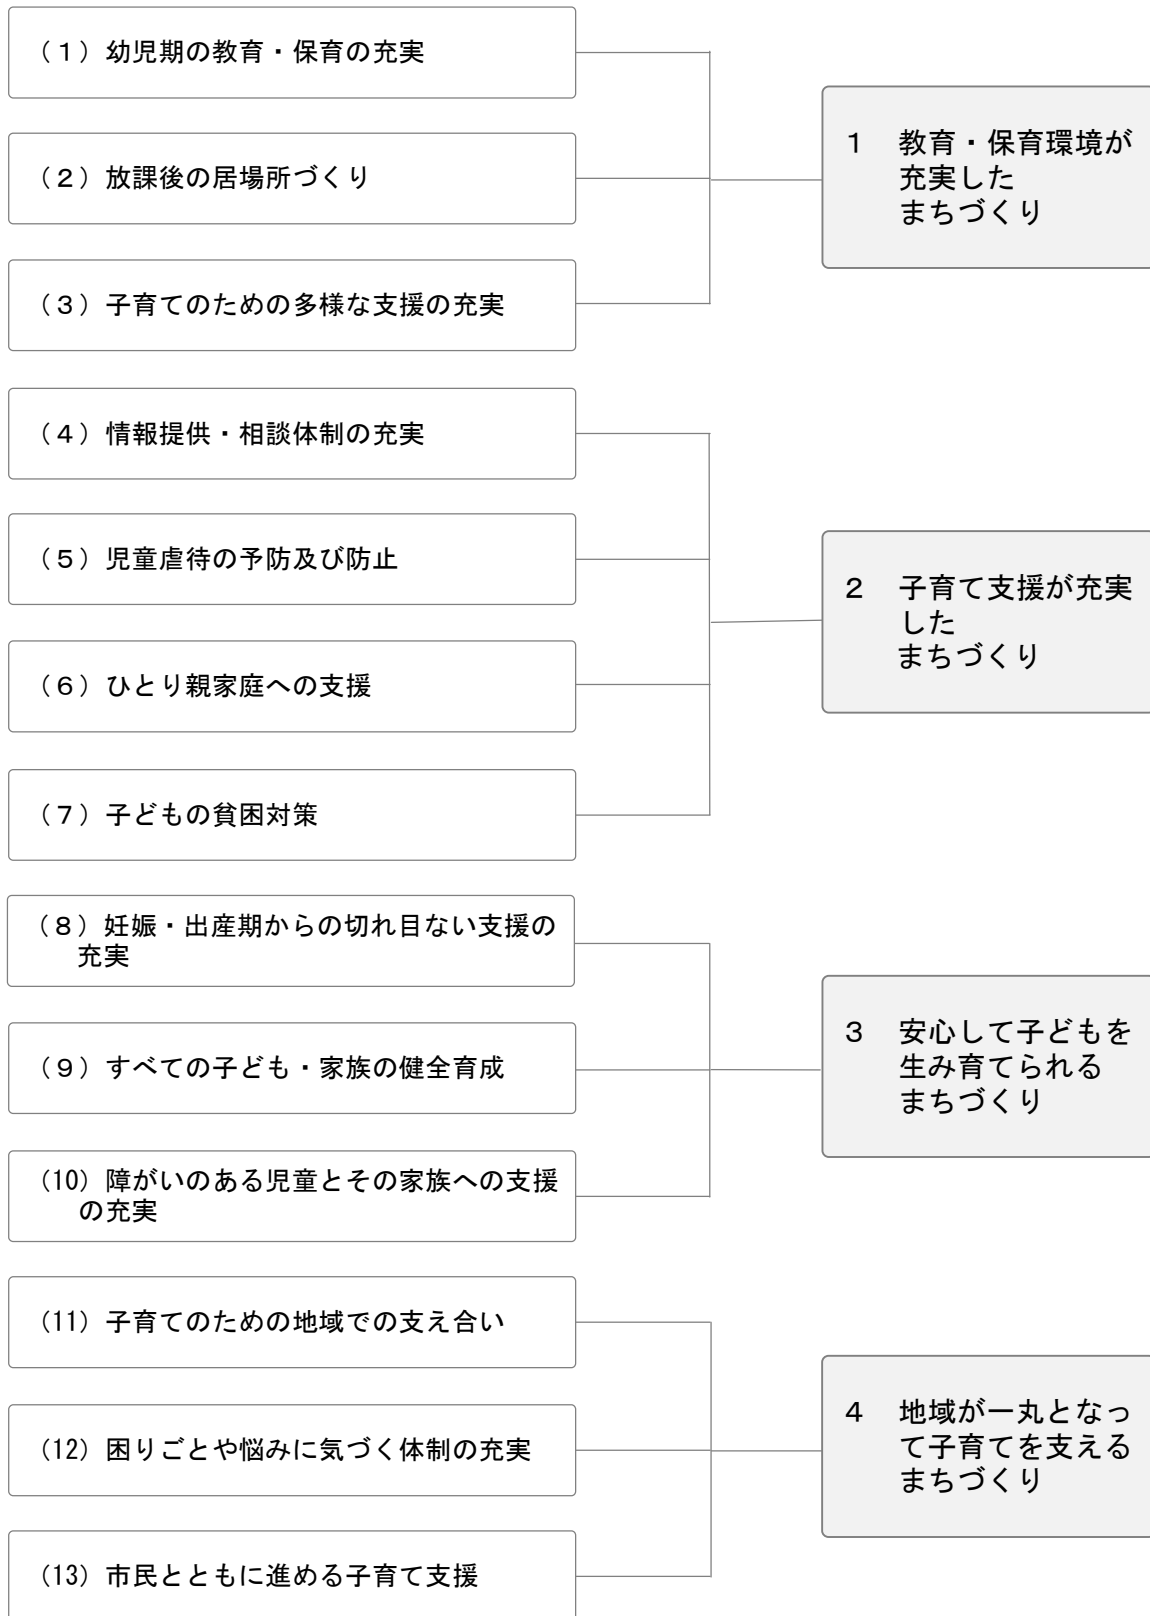 （１）幼児期の教育・保育の充実
（２）放課後の居場所づくり
（３）子育てのための多様な支援の充実
１　教育・保育環境が
充実した
まちづくり
（４）情報提供・相談体制の充実
（５）児童虐待の予防及び防止
（６）ひとり親家庭への支援
（７）子どもの貧困対策
２　子育て支援が充実
した
まちづくり
（８）妊娠・出産期からの切れ目ない支援の
充実
（９）すべての子ども・家族の健全育成
（10）障がいのある児童とその家族への支援
の充実
３　安心して子どもを
生み育てられる
まちづくり
（11）子育てのための地域での支え合い
（12）困りごとや悩みに気づく体制の充実
（13）市民とともに進める子育て支援
４　地域が一丸となっ
て子育てを支える
まちづくり